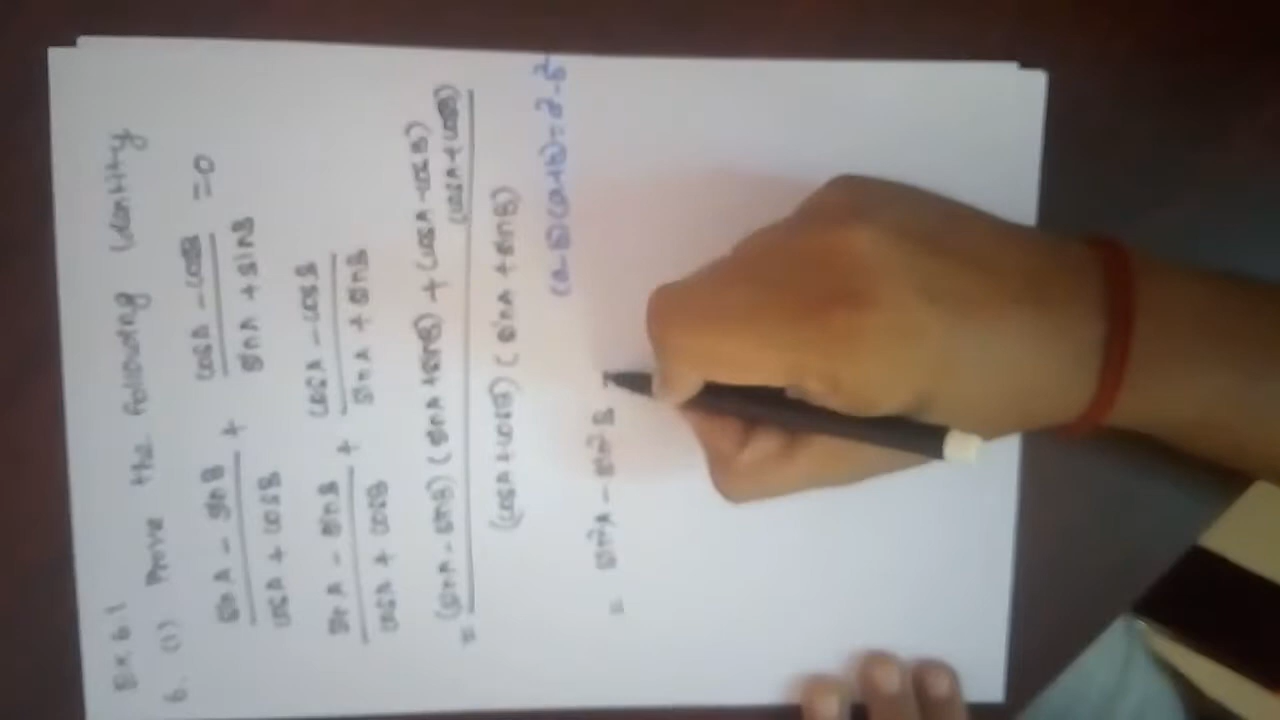 Ex 6.1
6. (i) Prove the following identity
sinA - sinB / cosA + cosB + cosA - cosB / sinA + sinB = 0
sinA - sinB / cosA + cosB + cosA - cosB / sinA + sinB
= (sinA - sinB) (sinA + sinB) + (cosA - cosB) (cosA + cosB) / (cosA + cosB) (sinA + sinB)
(a-b)(a+b) = a² - b²
= sin²A - sin²B